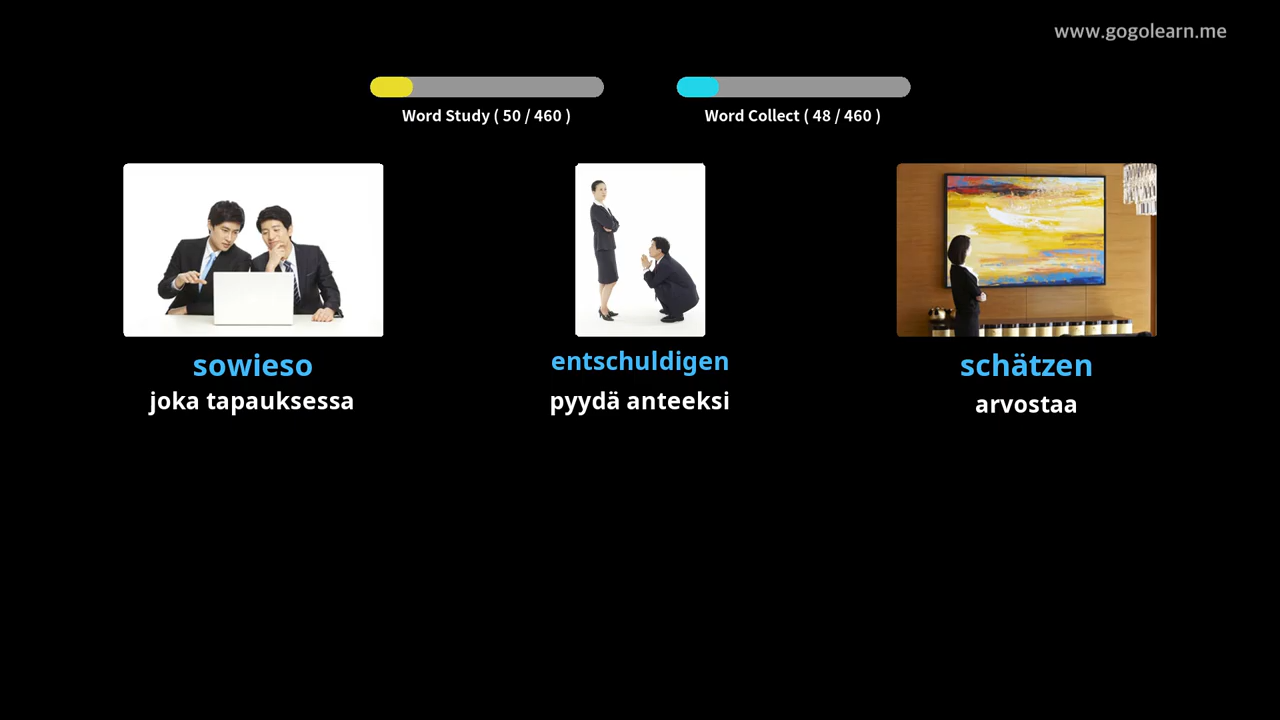 www.gogolearn.me
Word Study ( 50 / 460 )
Word Collect ( 48 / 460 )
sowieso
joka tapauksessa
entschuldigen
pyydä anteeksi
schätzen
arvostaa